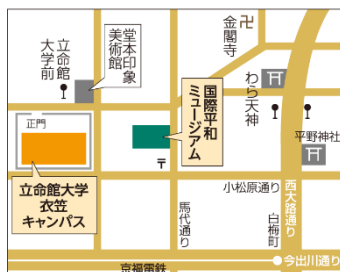 立命館
大学前
堂本印象
美術館
金閣寺
わら天神
国際平和
ミュージアム
平野神社
正門
〒
立命館大学
衣笠
キャンパス
小松原通り
馬代通り
西大路通り
白梅町
今出川通り
京福電鉄